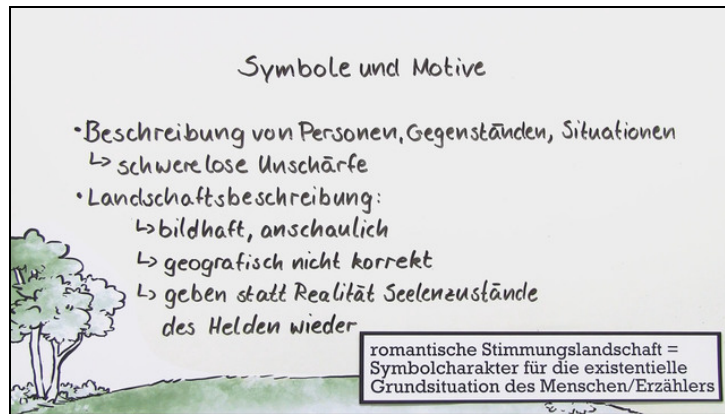 Symbole und Motive
• Beschreibung von Personen, Gegenständen, Situationen
↳ schwerelose Unschärfe
• Landschaftsbeschreibung:
↳ bildhaft, anschaulich
↳ geografisch nicht korrekt
↳ geben statt Realität Seelenzustände
des Helden wieder
romantische Stimmungslandschaft =
Symbolcharakter für die existentielle
Grundsituation des Menschen/Erzählers